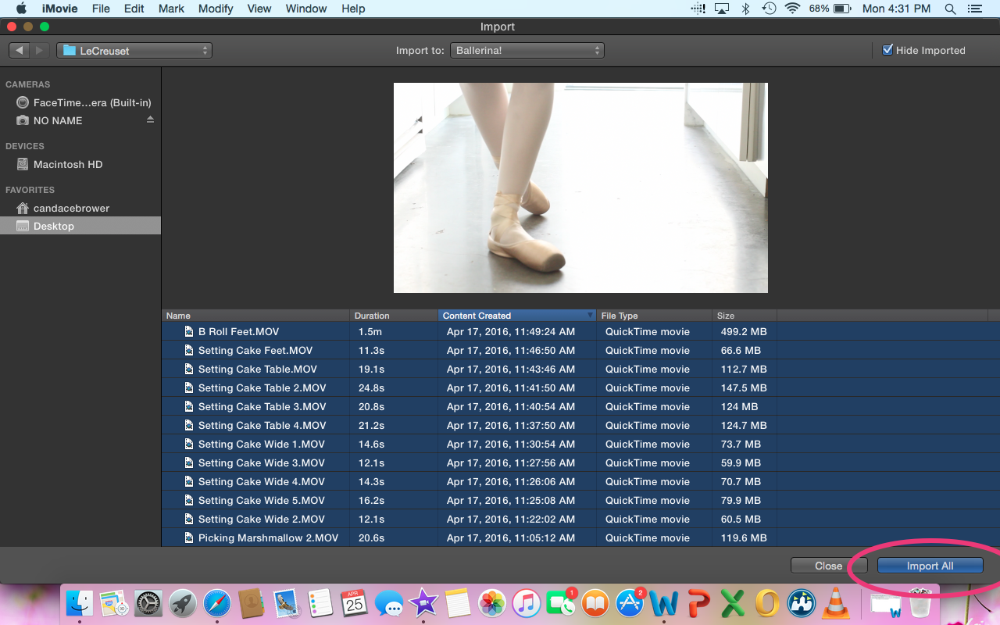 iMovie File Edit Mark Modify View Window Help 68% Mon 4:31 PM
Import
LeCreuset Import to: Ballerina! Hide Imported
CAMERAS
FaceTime...era (Built-in)
NO NAME
DEVICES
Macintosh HD
FAVORITES
candacebrower
Desktop
Name Duration Content Created File Type Size
B Roll Feet.MOV 1.5m Apr 17, 2016, 11:49:24 AM QuickTime movie 499.2 MB
Setting Cake Feet.MOV 11.3s Apr 17, 2016, 11:46:50 AM QuickTime movie 66.6 MB
Setting Cake Table.MOV 19.1s Apr 17, 2016, 11:43:46 AM QuickTime movie 112.7 MB
Setting Cake Table 2.MOV 24.8s Apr 17, 2016, 11:41:50 AM QuickTime movie 147.5 MB
Setting Cake Table 3.MOV 20.8s Apr 17, 2016, 11:40:54 AM QuickTime movie 124 MB
Setting Cake Table 4.MOV 21.2s Apr 17, 2016, 11:37:50 AM QuickTime movie 124.7 MB
Setting Cake Wide 1.MOV 14.6s Apr 17, 2016, 11:30:54 AM QuickTime movie 73.7 MB
Setting Cake Wide 3.MOV 12.1s Apr 17, 2016, 11:27:56 AM QuickTime movie 59.9 MB
Setting Cake Wide 4.MOV 14.3s Apr 17, 2016, 11:26:06 AM QuickTime movie 70.7 MB
Setting Cake Wide 5.MOV 16.2s Apr 17, 2016, 11:25:08 AM QuickTime movie 79.9 MB
Setting Cake Wide 2.MOV 12.1s Apr 17, 2016, 11:22:02 AM QuickTime movie 60.5 MB
Picking Marshmallow 2.MOV 20.6s Apr 17, 2016, 11:05:12 AM QuickTime movie 119.6 MB
Close Import All
APR
25
1
2